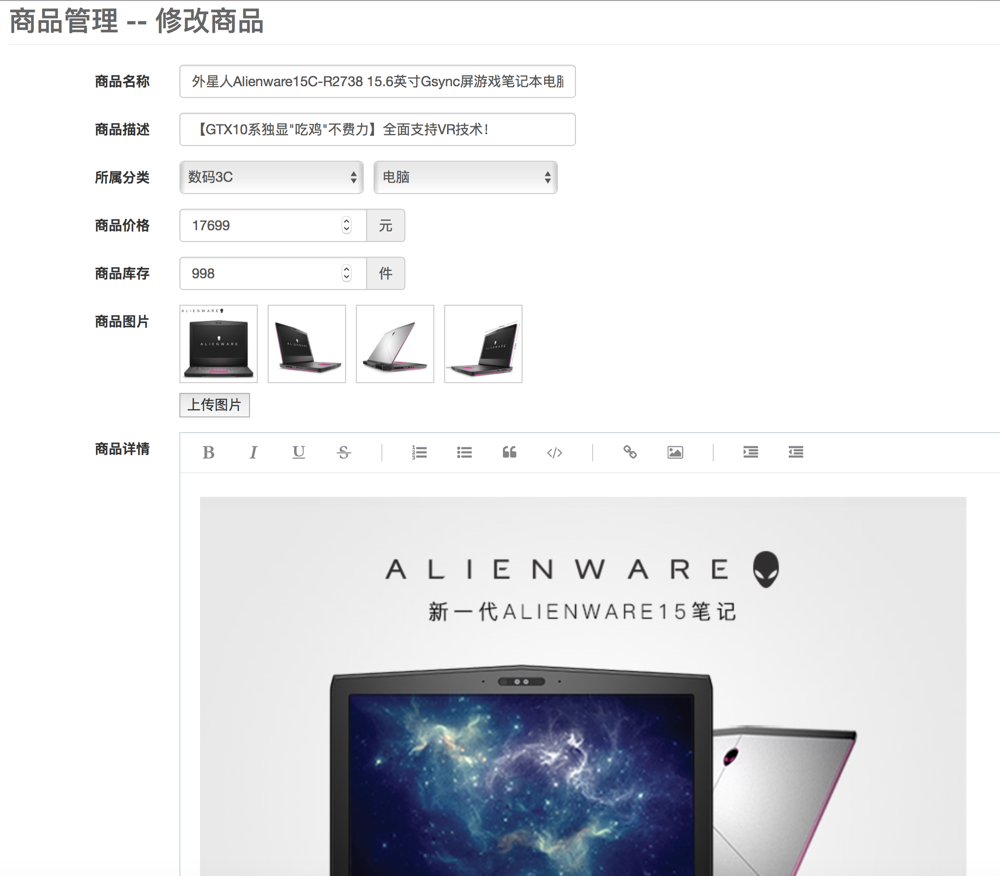 商品管理 -- 修改商品
商品名称
外星人Alienware15C-R2738 15.6英寸Gsync屏游戏笔记本电脑
商品描述
【GTX10系独显"吃鸡"不费力】全面支持VR技术！
所属分类
数码3C
电脑
商品价格
17699
元
商品库存
998
件
商品图片
ALIENWARE
ALIENWARE
ALIENWARE
ALIENWARE
上传图片
商品详情
ALIENWARE
新一代ALIENWARE15笔记